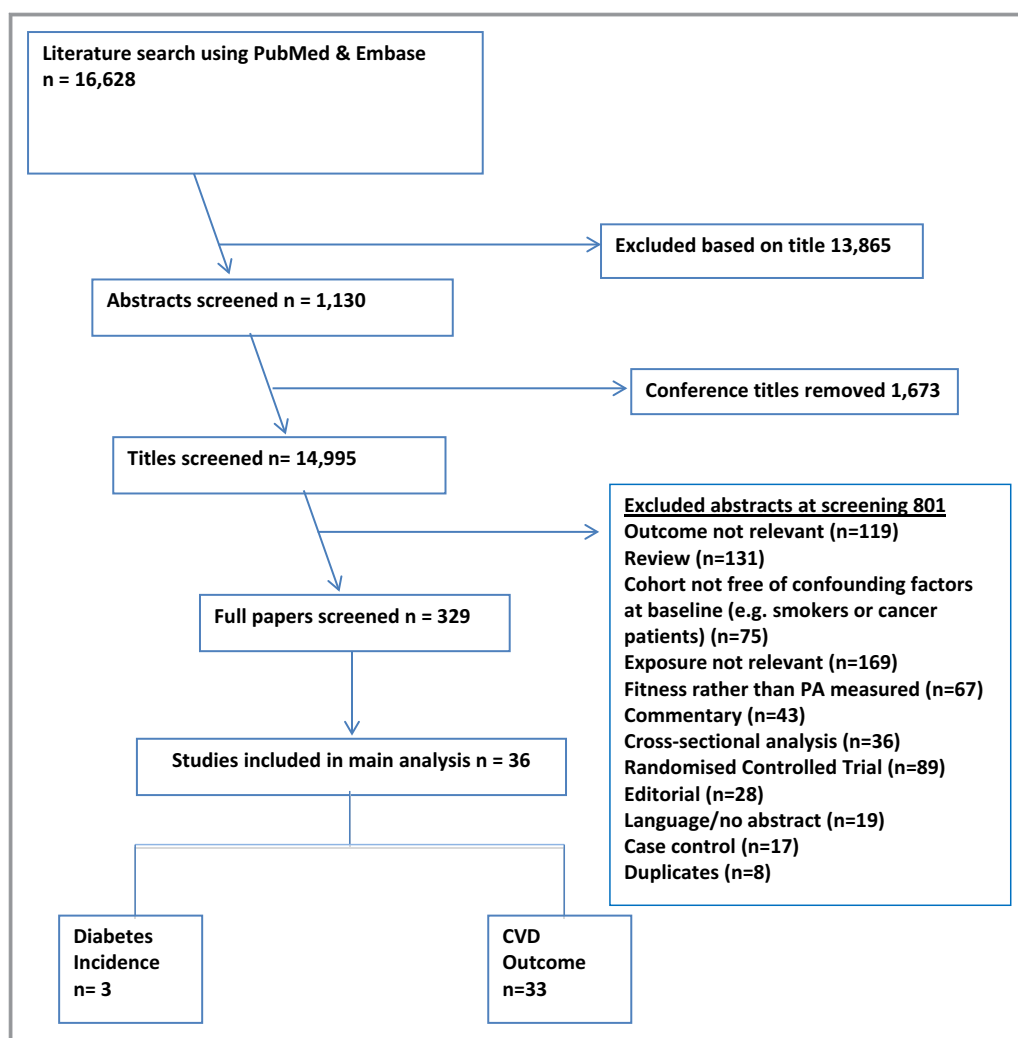 Literature search using PubMed & Embase
n = 16,628
Excluded based on title 13,865
Abstracts screened n = 1,130
Conference titles removed 1,673
Titles screened n= 14,995
Excluded abstracts at screening 801
Outcome not relevant (n=119)
Review (n=131)
Cohort not free of confounding factors
at baseline (e.g. smokers or cancer
patients) (n=75)
Exposure not relevant (n=169)
Fitness rather than PA measured (n=67)
Commentary (n=43)
Cross-sectional analysis (n=36)
Randomised Controlled Trial (n=89)
Editorial (n=28)
Language/no abstract (n=19)
Case control (n=17)
Duplicates (n=8)
Full papers screened n = 329
Studies included in main analysis n = 36
Diabetes
Incidence
n= 3
CVD
Outcome
n=33